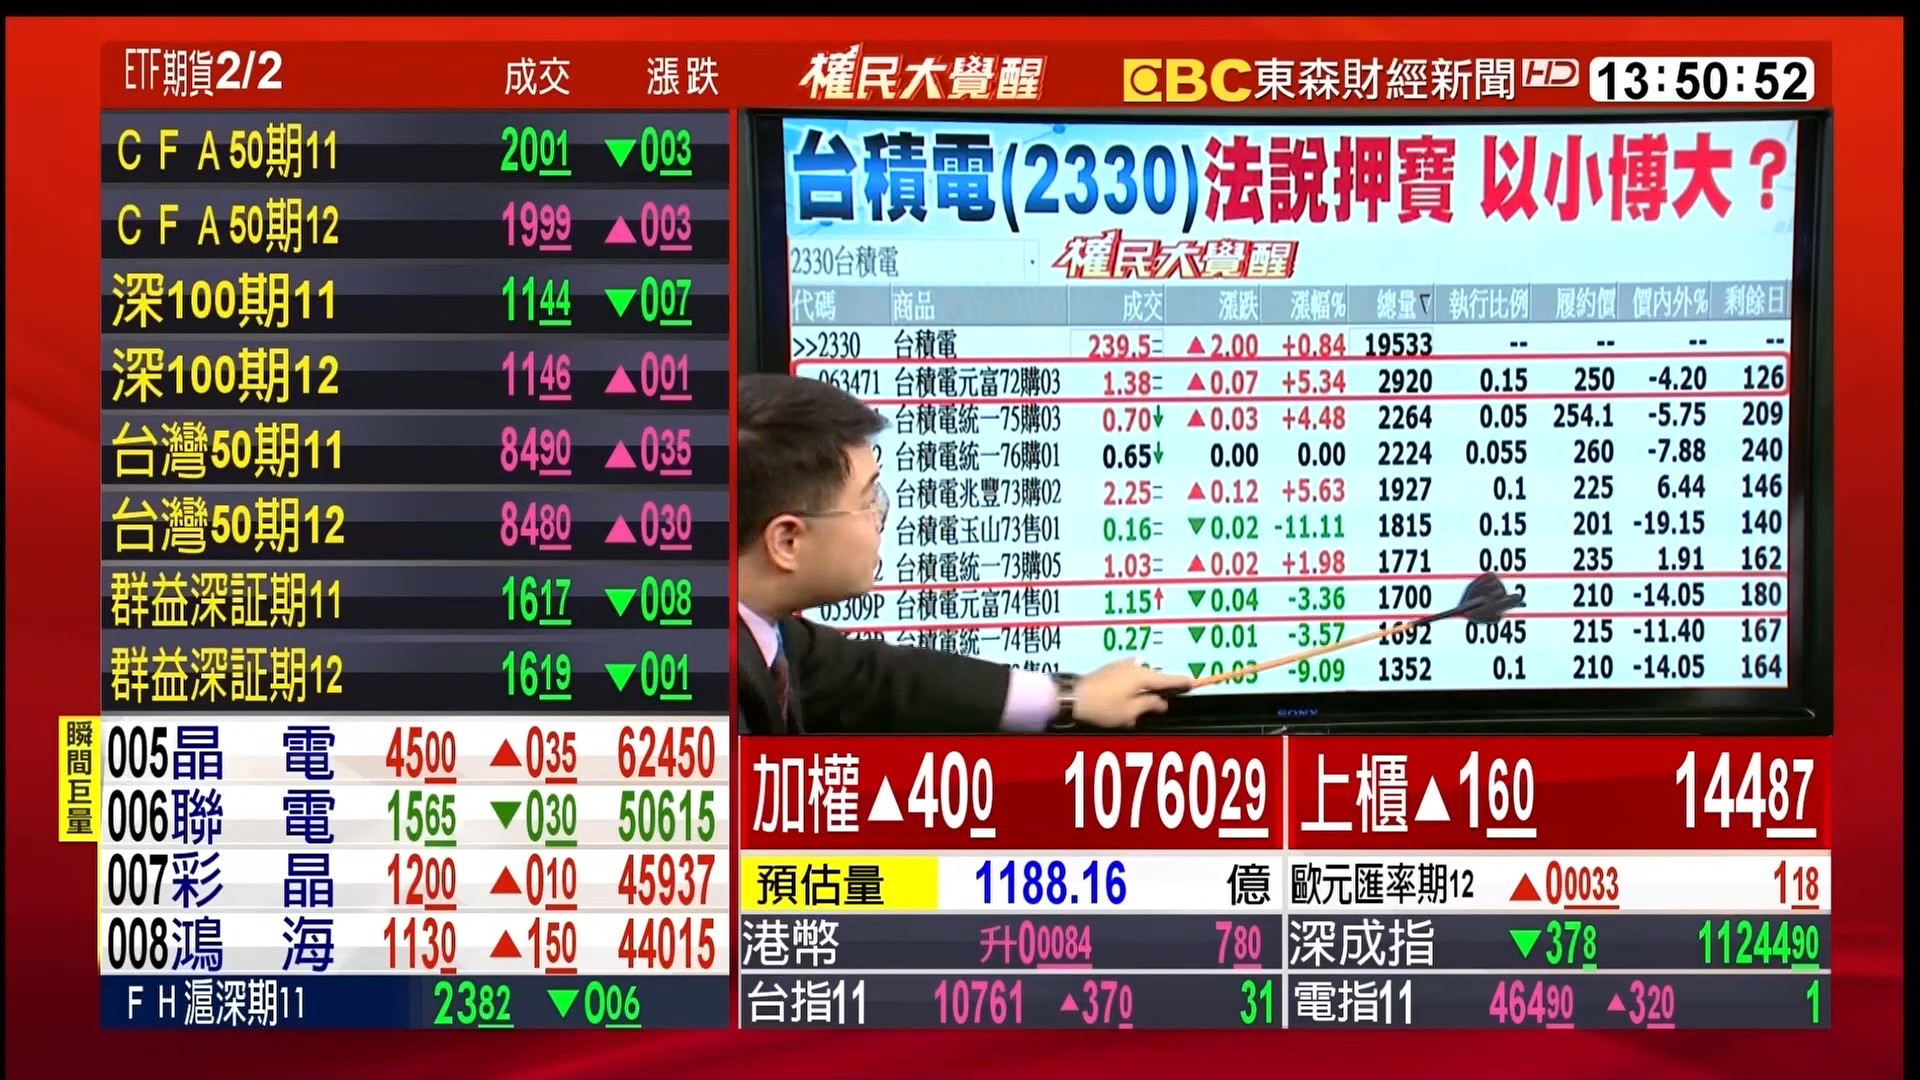 ETF期貨2/2 成交 漲跌 權民大覺醒 EBC東森財經新聞HD 13:50:52
CFA50期11 2001 ▼003
CFA50期12 1999 ▲003
深100期11 1144 ▼007
深100期12 1146 ▲001
台灣50期11 8490 ▲035
台灣50期12 8480 ▲030
群益深証期11 1617 ▼008
群益深証期12 1619 ▼001
瞬間巨量
005晶電 4500 ▲035 62450
006聯電 1565 ▼030 50615
007彩晶 1200 ▲010 45937
008鴻海 1130 ▲150 44015
FH滬深期11 2382 ▼006
台積電(2330)法說押寶 以小博大？
2330台積電 權民大覺醒
代碼 商品 成交 漲跌 漲幅% 總量 執行比例 履約價 價內外% 剩餘日
>>2330 台積電 239.5= ▲2.00 +0.84 19533 -- -- -- --
063471 台積電元富72購03 1.38= ▲0.07 +5.34 2920 0.15 250 -4.20 126
台積電統一75購03 0.70↓ ▲0.03 +4.48 2264 0.05 254.1 -5.75 209
台積電統一76購01 0.65↓ 0.00 0.00 2224 0.055 260 -7.88 240
台積電兆豐73購02 2.25= ▲0.12 +5.63 1927 0.1 225 6.44 146
台積電玉山73售01 0.16= ▼0.02 -11.11 1815 0.15 201 -19.15 140
台積電統一73購05 1.03= ▲0.02 +1.98 1771 0.05 235 1.91 162
05309P 台積電元富74售01 1.15↑ ▼0.04 -3.36 1700 210 -14.05 180
台積電統一74售04 0.27= ▼0.01 -3.57 1692 0.045 215 -11.40 167
售01 ▼0.03 -9.09 1352 0.1 210 -14.05 164
SONY
加權▲400 1076029 上櫃▲160 14487
預估量 1188.16 億 歐元匯率期12 ▲00033 118
港幣 升00084 780 深成指 ▼378 1124490
台指11 10761 ▲370 31 電指11 46490 ▲320 1